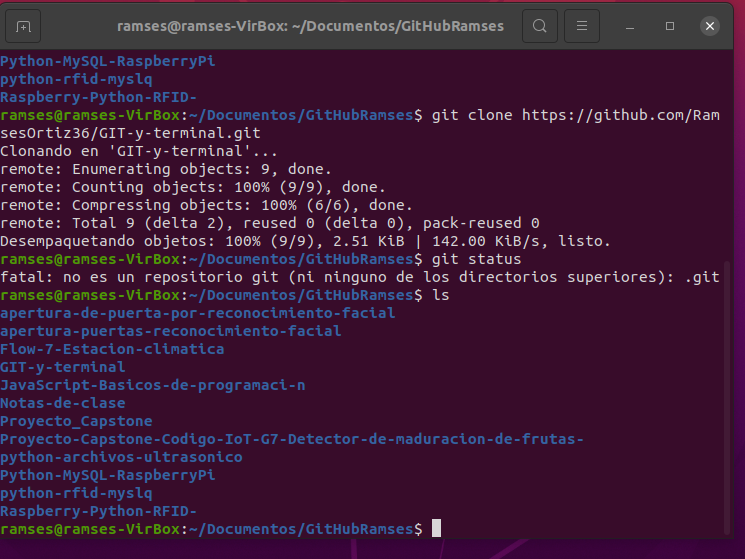 ramses@ramses-VirBox: ~/Documentos/GitHubRamses
Python-MySQL-RaspberryPi
python-rfid-myslq
Raspberry-Python-RFID-
ramses@ramses-VirBox:~/Documentos/GitHubRamses$ git clone https://github.com/Ram
sesOrtiz36/GIT-y-terminal.git
Clonando en 'GIT-y-terminal'...
remote: Enumerating objects: 9, done.
remote: Counting objects: 100% (9/9), done.
remote: Compressing objects: 100% (6/6), done.
remote: Total 9 (delta 2), reused 0 (delta 0), pack-reused 0
Desempaquetando objetos: 100% (9/9), 2.51 KiB | 142.00 KiB/s, listo.
ramses@ramses-VirBox:~/Documentos/GitHubRamses$ git status
fatal: no es un repositorio git (ni ninguno de los directorios superiores): .git
ramses@ramses-VirBox:~/Documentos/GitHubRamses$ ls
apertura-de-puerta-por-reconocimiento-facial
apertura-puertas-reconocimiento-facial
Flow-7-Estacion-climatica
GIT-y-terminal
JavaScript-Basicos-de-programaci-n
Notas-de-clase
Proyecto_Capstone
Proyecto-Capstone-Codigo-IoT-G7-Detector-de-maduracion-de-frutas-
python-archivos-ultrasonico
Python-MySQL-RaspberryPi
python-rfid-myslq
Raspberry-Python-RFID-
ramses@ramses-VirBox:~/Documentos/GitHubRamses$